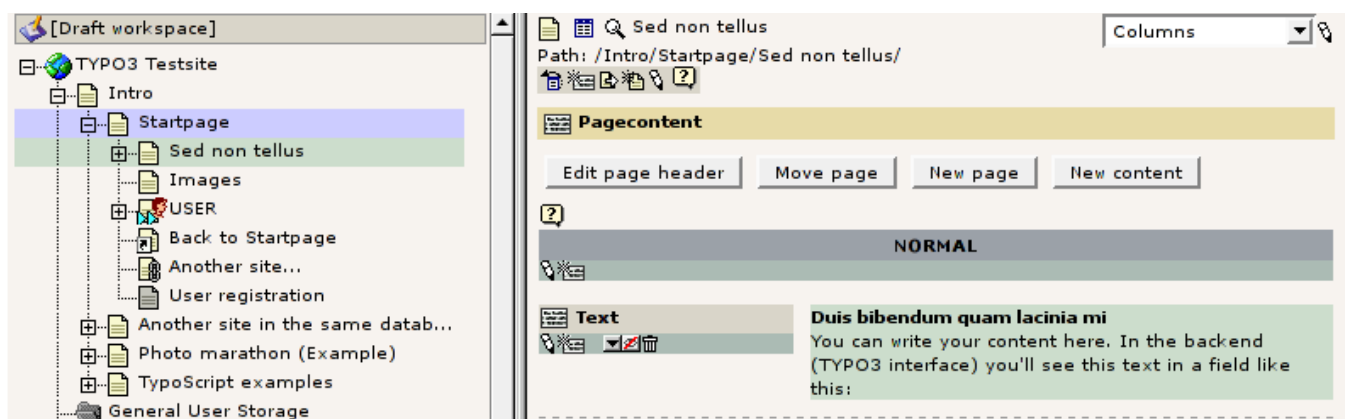 [Draft workspace]
TYPO3 Testsite
Intro
Startpage
Sed non tellus
Images
USER
Back to Startpage
Another site...
User registration
Another site in the same datab...
Photo marathon (Example)
TypoScript examples
General User Storage
Sed non tellus
Columns
Path: /Intro/Startpage/Sed non tellus/
Pagecontent
Edit page header
Move page
New page
New content
NORMAL
Text
Duis bibendum quam lacinia mi
You can write your content here. In the backend
(TYPO3 interface) you'll see this text in a field like
this: